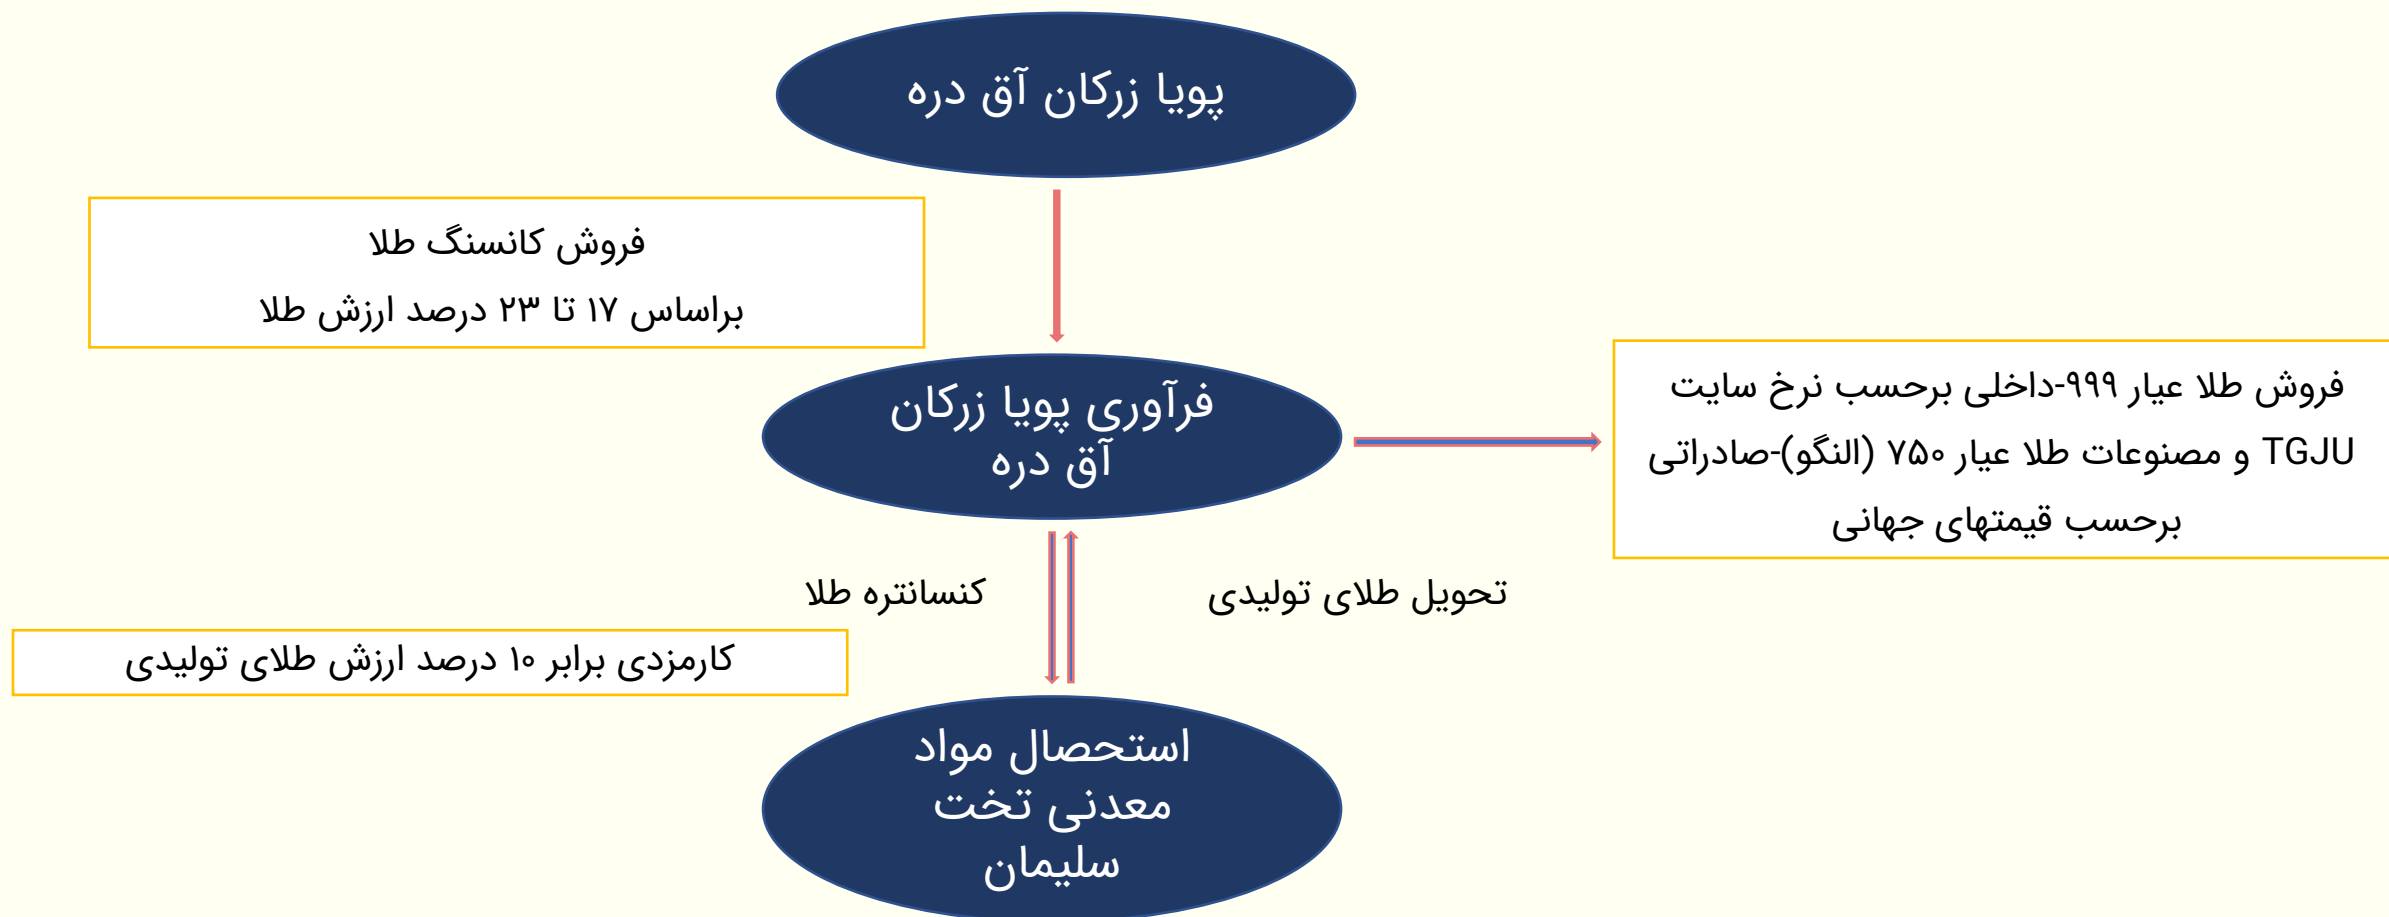 پویا زرکان آق دره
فروش کانسنگ طلا
براساس ۱۷ تا ۲۳ درصد ارزش طلا
فرآوری پویا زرکان
آق دره
فروش طلا عیار ۹۹۹-داخلی برحسب نرخ سایت
TGJU و مصنوعات طلا عیار ۷۵۰ (النگو)-صادراتی
برحسب قیمتهای جهانی
تحویل طلای تولیدی
کنسانتره طلا
کارمزدی برابر ۱۰ درصد ارزش طلای تولیدی
استحصال مواد
معدنی تخت
سلیمان